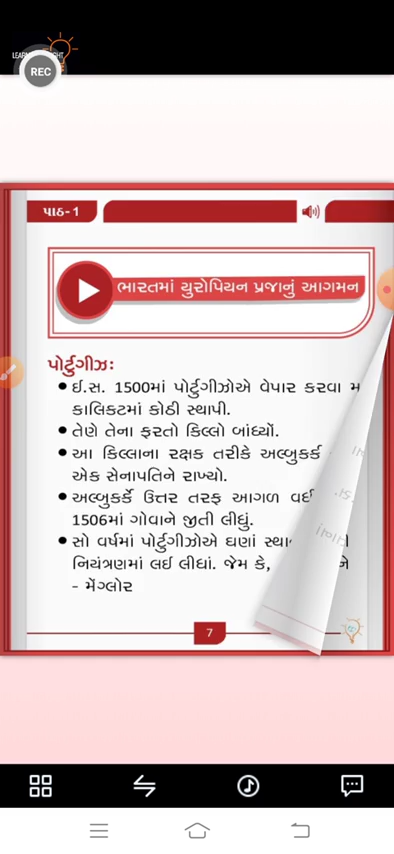 LEARN
REC
પાઠ-1
ભારતમાં યુરોપિયન પ્રજાનું આગમન
પોર્ટુગીઝઃ
• ઈ.સ. 1500માં પોર્ટુગીઝોએ વેપાર કરવા
કાલિકટમાં કોઠી સ્થાપી.
• તેણે તેના ફરતો કિલ્લો બાંધ્યો.
• આ કિલ્લાના રક્ષક તરીકે અલ્બુકર્ક
એક સેનાપતિને રાખ્યો.
• અલ્બુકર્કે ઉત્તર તરફ આગળ
1506માં ગોવાને જીતી લીધું.
• સો વર્ષમાં પોર્ટુગીઝોએ ઘણાં
નિયંત્રણમાં લઈ લીધાં. જેમ કે,
- મેંગ્લોર
7